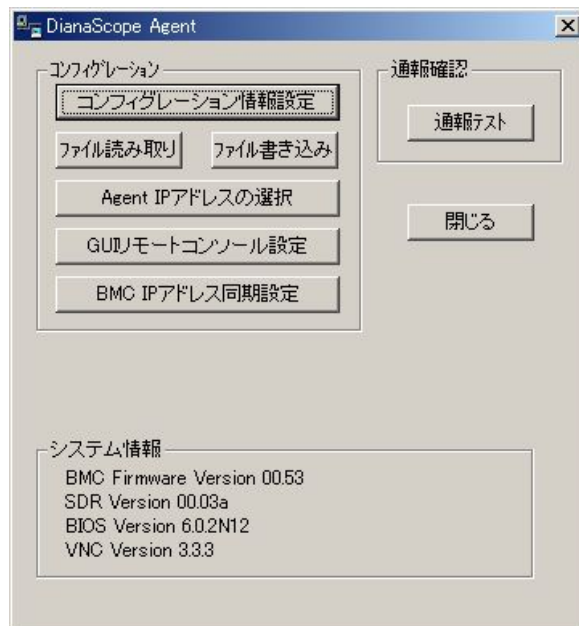 DianaScope Agent
コンフィグレーション
コンフィグレーション情報設定
ファイル読み取り
ファイル書き込み
Agent IPアドレスの選択
GUIリモートコンソール設定
BMC IPアドレス同期設定
通報確認
通報テスト
閉じる
システム情報
BMC Firmware Version 00.53
SDR Version 00.03a
BIOS Version 6.0.2N12
VNC Version 3.3.3